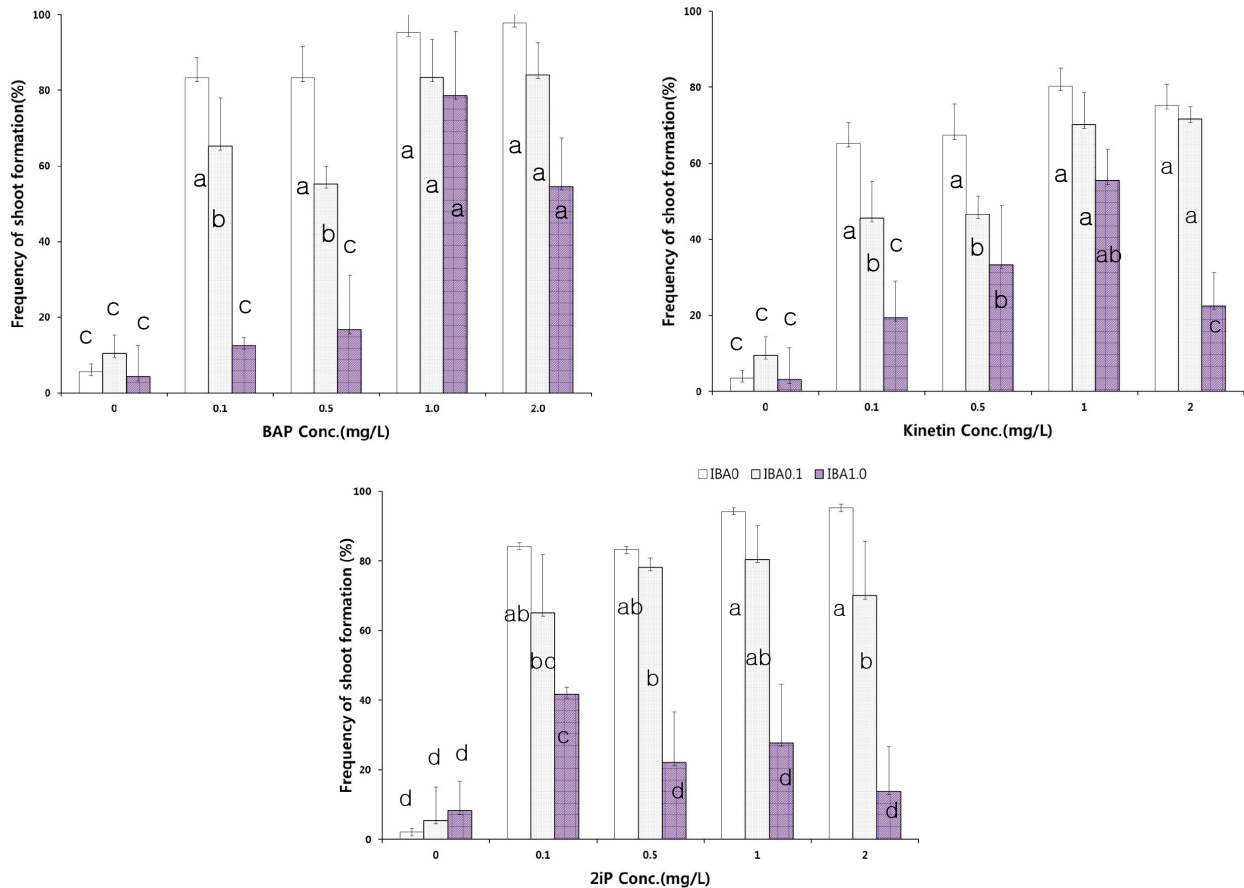 Frequency of shoot formation(%)
100
80
60
40
20
0
c c c
a b c
a b c
a a a
a a a
0 0.1 0.5 1.0 2.0
BAP Conc.(mg/L)
Frequency of shoot formation(%)
100
80
60
40
20
0
c c c
a b c
a b b
a a ab
a a c
0 0.1 0.5 1 2
Kinetin Conc.(mg/L)
IBA0 IBA0.1 IBA1.0
Frequency of shoot formation (%)
100
80
60
40
20
0
d d d
ab bc c
ab b d
a ab d
a b d
0 0.1 0.5 1 2
2iP Conc.(mg/L)